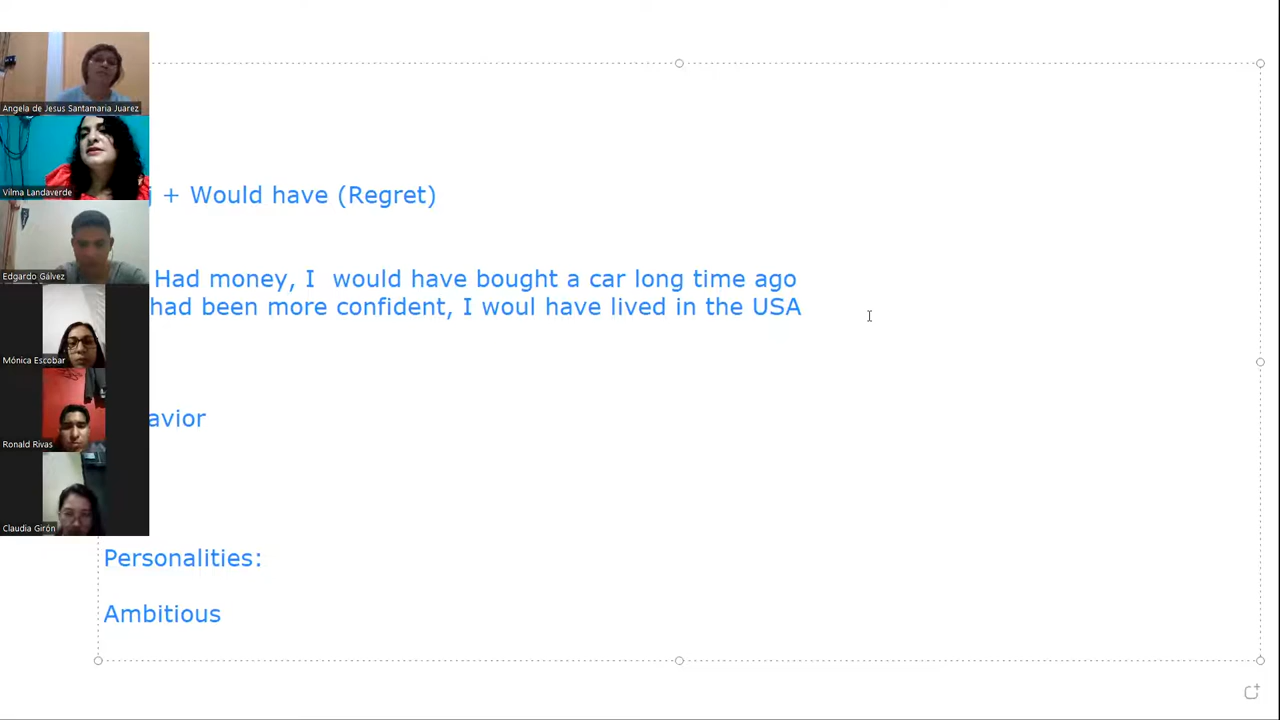 Angela de Jesus Santamaria Juarez
Vilma Landaverde
Edgardo Gálvez
Mónica Escobar
Ronald Rivas
Claudia Girón
+ Would have (Regret)
Had money, I would have bought a car long time ago
had been more confident, I woul have lived in the USA
avior
Personalities:
Ambitious